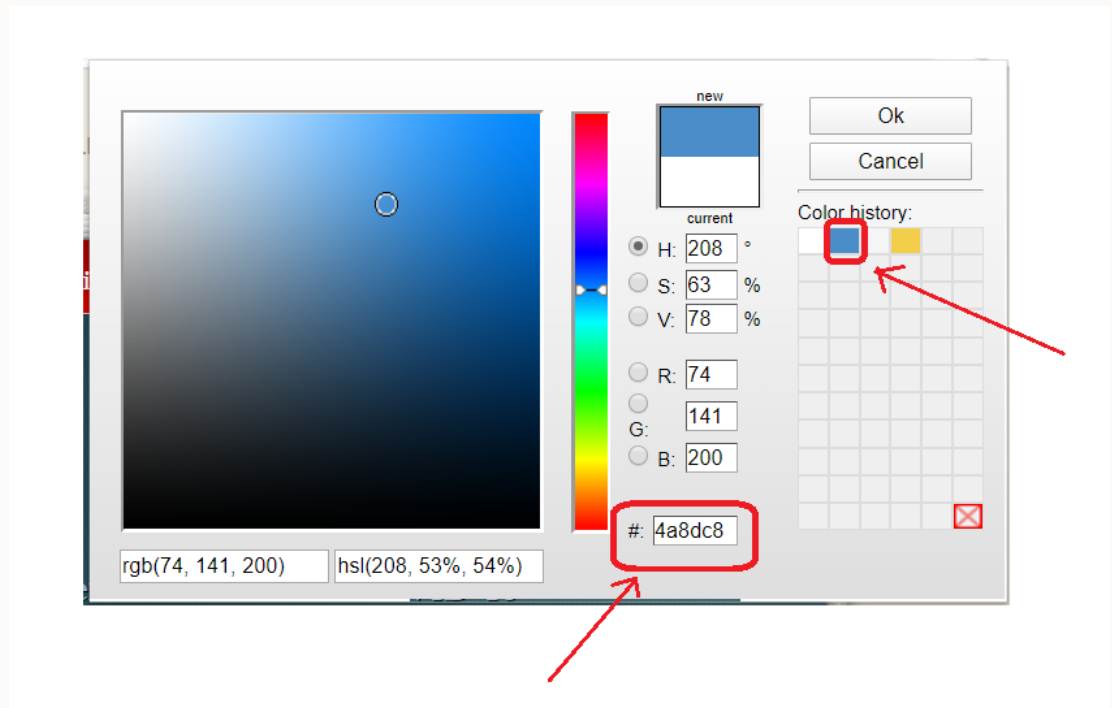 new
current
Ok
Cancel
Color history:
H: 208 °
S: 63 %
V: 78 %
R: 74
G: 141
B: 200
#: 4a8dc8
rgb(74, 141, 200)
hsl(208, 53%, 54%)